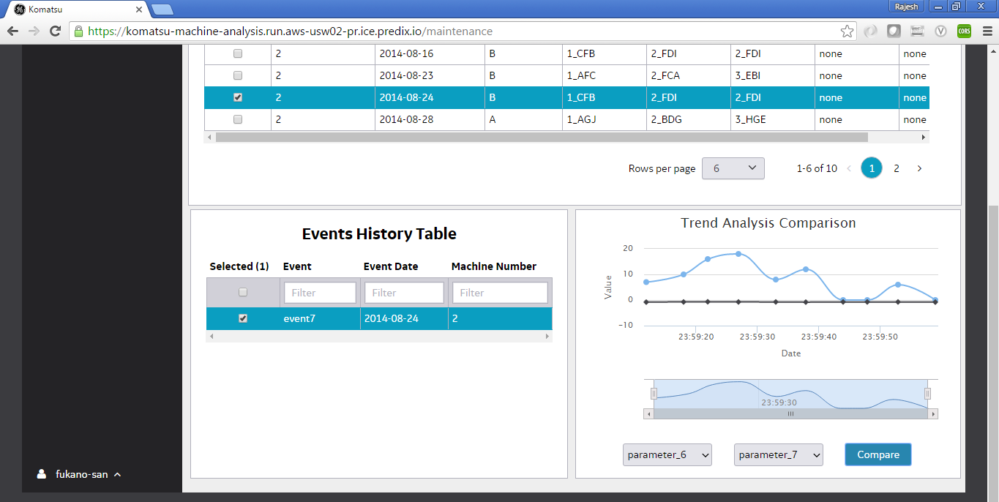 Komatsu
Rajesh
https://komatsu-machine-analysis.run.aws-usw02-pr.ice.predix.io/maintenance
CORS
2 2014-08-16 B 1_CFB 2_FDI 2_FDI none none
2 2014-08-23 B 1_AFC 2_FCA 3_EBI none none
2 2014-08-24 B 1_CFB 2_FDI 2_FDI none none
2 2014-08-28 A 1_AGJ 2_BDG 3_HGE none none
Rows per page 6 1-6 of 10 1 2
Events History Table
Selected (1) Event Event Date Machine Number
Filter Filter Filter
event7 2014-08-24 2
Trend Analysis Comparison
Value
20
10
0
−10
23:59:20 23:59:30 23:59:40 23:59:50
Date
23:59:30
parameter_6 parameter_7 Compare
fukano-san